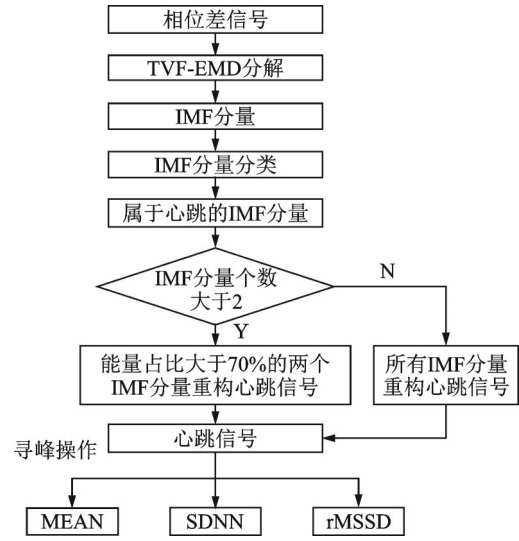 相位差信号
TVF-EMD分解
IMF分量
IMF分量分类
属于心跳的IMF分量
IMF分量个数
大于2
N
Y
能量占比大于70%的两个
IMF分量重构心跳信号
所有IMF分量
重构心跳信号
心跳信号
寻峰操作
MEAN
SDNN
rMSSD